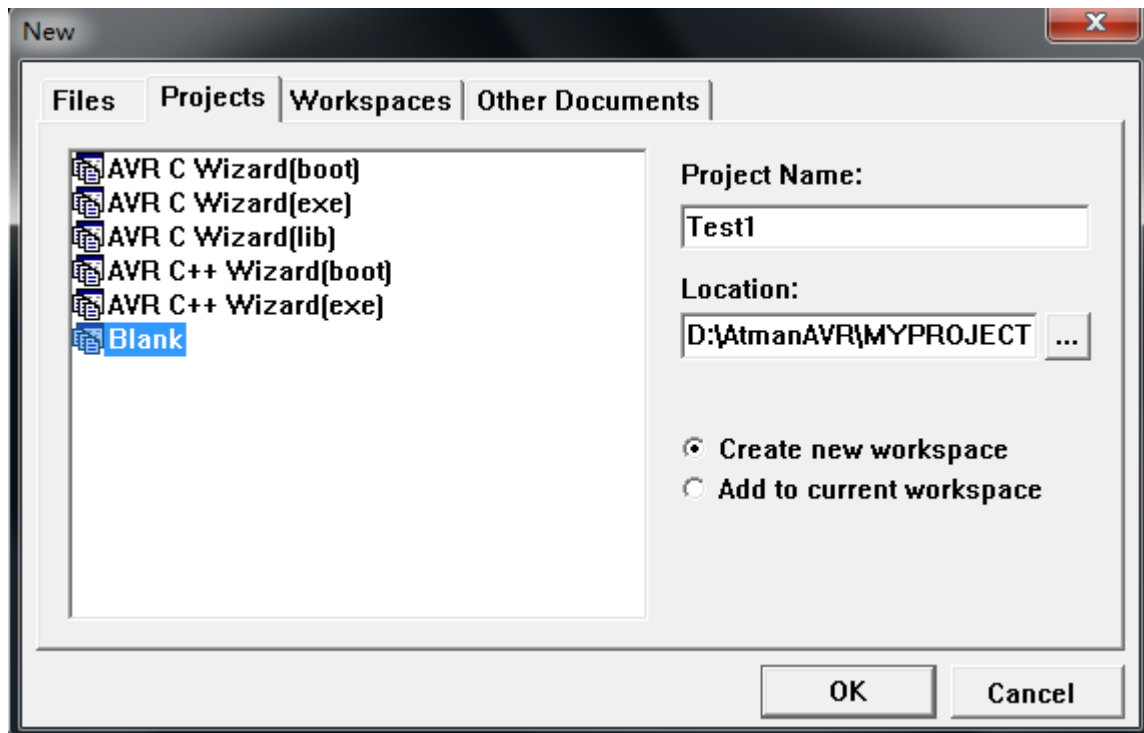 New
Files Projects Workspaces Other Documents
AVR C Wizard(boot)
AVR C Wizard(exe)
AVR C Wizard(lib)
AVR C++ Wizard(boot)
AVR C++ Wizard(exe)
Blank
Project Name:
Test1
Location:
D:\AtmanAVR\MYPROJECT ...
Create new workspace
Add to current workspace
OK Cancel